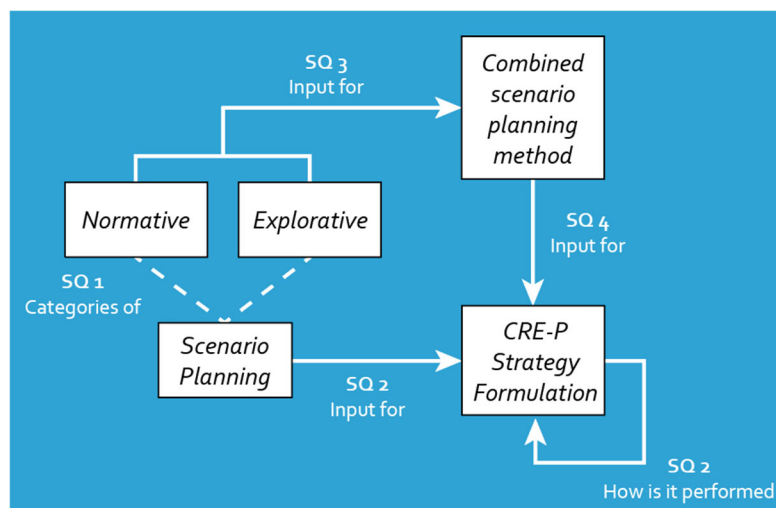 SQ 3
Input for
Combined
scenario
planning
method
Normative
Explorative
SQ 4
Input for
SQ 1
Categories of
Scenario
Planning
SQ 2
Input for
CRE-P
Strategy
Formulation
SQ 2
How is it performed